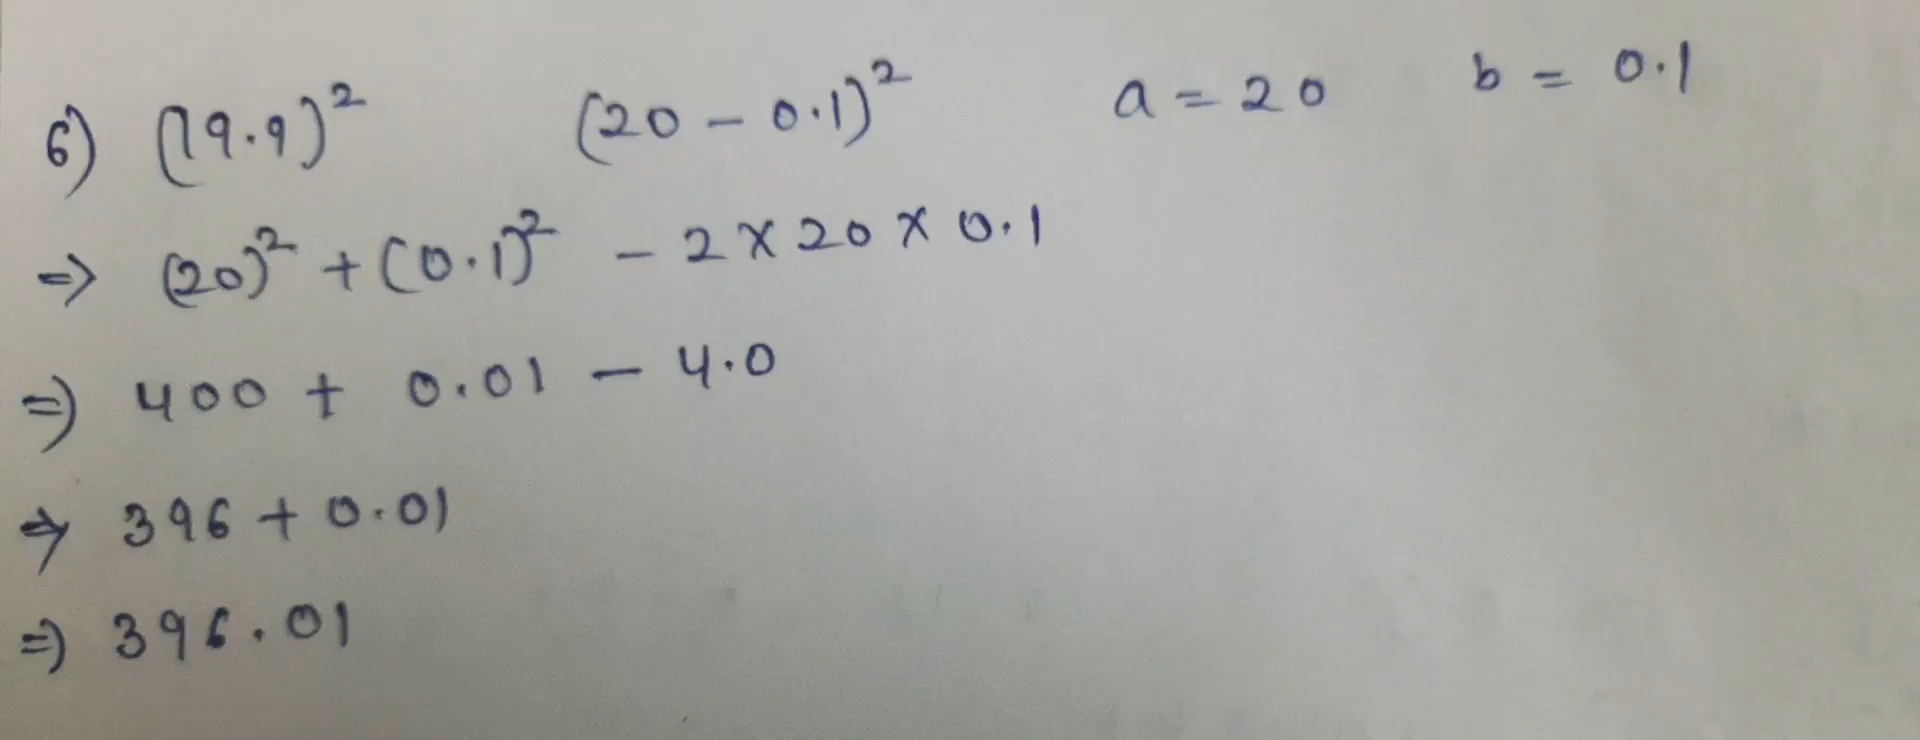 6) (19.9)² (20 - 0.1)² a = 20 b = 0.1
⇒ (20)² + (0.1)² - 2 × 20 × 0.1
⇒ 400 + 0.01 - 4.0
⇒ 396 + 0.01
⇒ 396.01